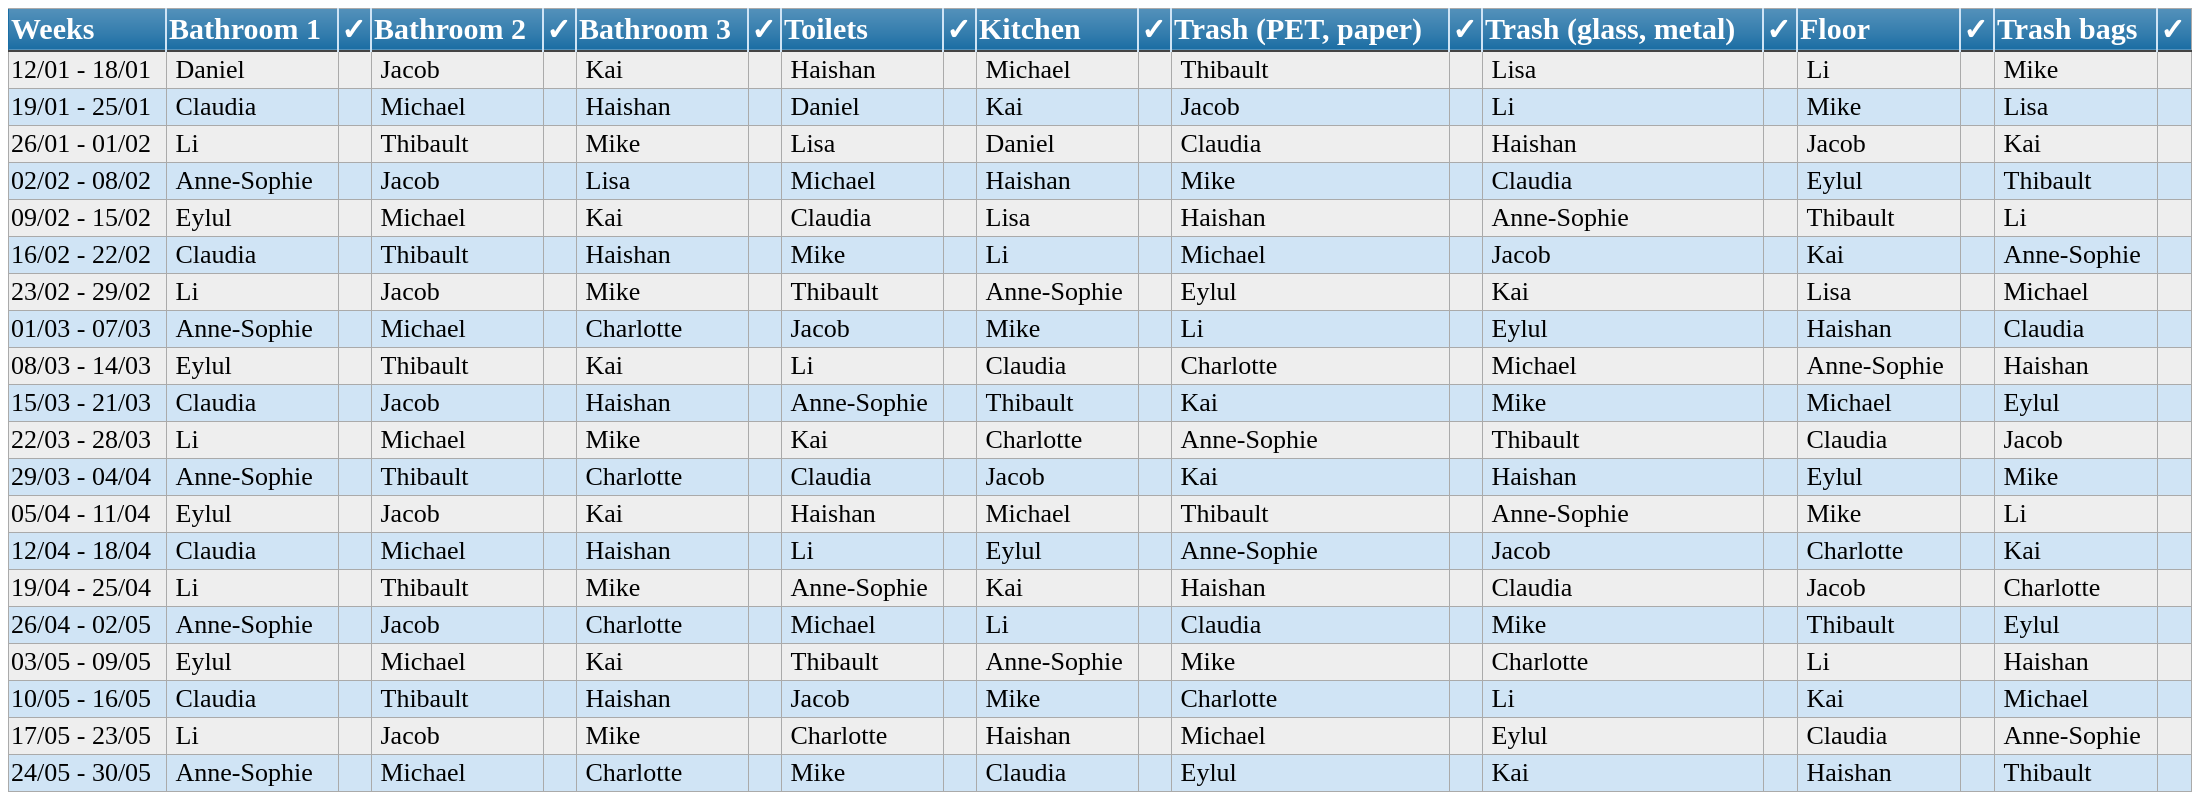 Weeks Bathroom 1 ✓ Bathroom 2 ✓ Bathroom 3 ✓ Toilets ✓ Kitchen ✓ Trash (PET, paper) ✓ Trash (glass, metal) ✓ Floor ✓ Trash bags ✓
12/01 - 18/01 Daniel Jacob Kai Haishan Michael Thibault Lisa Li Mike
19/01 - 25/01 Claudia Michael Haishan Daniel Kai Jacob Li Mike Lisa
26/01 - 01/02 Li Thibault Mike Lisa Daniel Claudia Haishan Jacob Kai
02/02 - 08/02 Anne-Sophie Jacob Lisa Michael Haishan Mike Claudia Eylul Thibault
09/02 - 15/02 Eylul Michael Kai Claudia Lisa Haishan Anne-Sophie Thibault Li
16/02 - 22/02 Claudia Thibault Haishan Mike Li Michael Jacob Kai Anne-Sophie
23/02 - 29/02 Li Jacob Mike Thibault Anne-Sophie Eylul Kai Lisa Michael
01/03 - 07/03 Anne-Sophie Michael Charlotte Jacob Mike Li Eylul Haishan Claudia
08/03 - 14/03 Eylul Thibault Kai Li Claudia Charlotte Michael Anne-Sophie Haishan
15/03 - 21/03 Claudia Jacob Haishan Anne-Sophie Thibault Kai Mike Michael Eylul
22/03 - 28/03 Li Michael Mike Kai Charlotte Anne-Sophie Thibault Claudia Jacob
29/03 - 04/04 Anne-Sophie Thibault Charlotte Claudia Jacob Kai Haishan Eylul Mike
05/04 - 11/04 Eylul Jacob Kai Haishan Michael Thibault Anne-Sophie Mike Li
12/04 - 18/04 Claudia Michael Haishan Li Eylul Anne-Sophie Jacob Charlotte Kai
19/04 - 25/04 Li Thibault Mike Anne-Sophie Kai Haishan Claudia Jacob Charlotte
26/04 - 02/05 Anne-Sophie Jacob Charlotte Michael Li Claudia Mike Thibault Eylul
03/05 - 09/05 Eylul Michael Kai Thibault Anne-Sophie Mike Charlotte Li Haishan
10/05 - 16/05 Claudia Thibault Haishan Jacob Mike Charlotte Li Kai Michael
17/05 - 23/05 Li Jacob Mike Charlotte Haishan Michael Eylul Claudia Anne-Sophie
24/05 - 30/05 Anne-Sophie Michael Charlotte Mike Claudia Eylul Kai Haishan Thibault